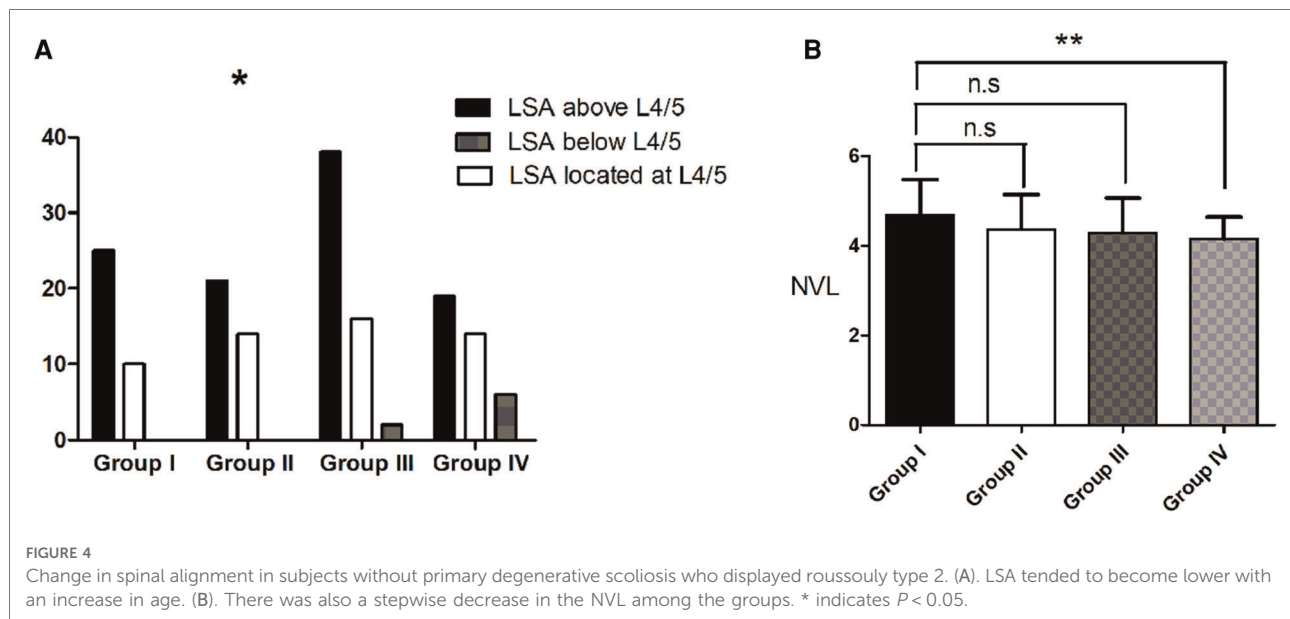 A
*
LSA above L4/5
LSA below L4/5
LSA located at L4/5
40
30
20
10
0
Group I
Group II
Group III
Group IV
B
**
n.s
n.s
6
4
2
0
NVL
Group I
Group II
Group III
Group IV
FIGURE 4
Change in spinal alignment in subjects without primary degenerative scoliosis who displayed roussouly type 2. (A). LSA tended to become lower with
an increase in age. (B). There was also a stepwise decrease in the NVL among the groups. * indicates P < 0.05.